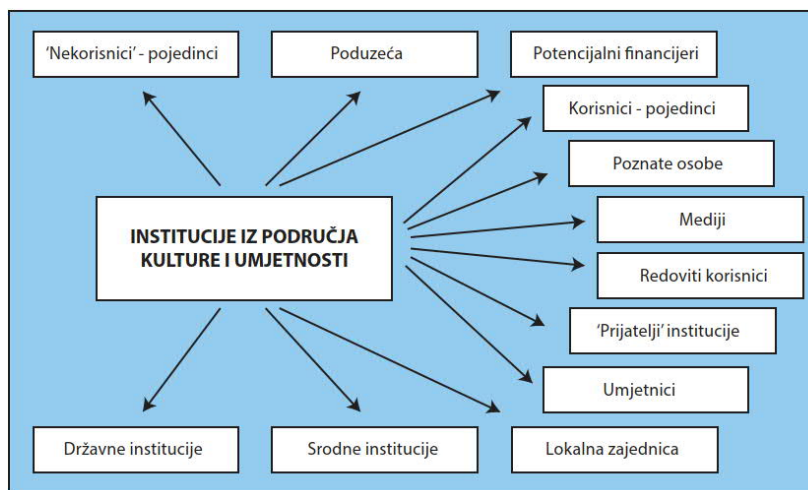 'Nekorisnici' - pojedinci
Poduzeća
Potencijalni financijeri
Korisnici - pojedinci
Poznate osobe
Mediji
Redoviti korisnici
'Prijatelji' institucije
Umjetnici
INSTITUCIJE IZ PODRUČJA
KULTURE I UMJETNOSTI
Državne institucije
Srodne institucije
Lokalna zajednica